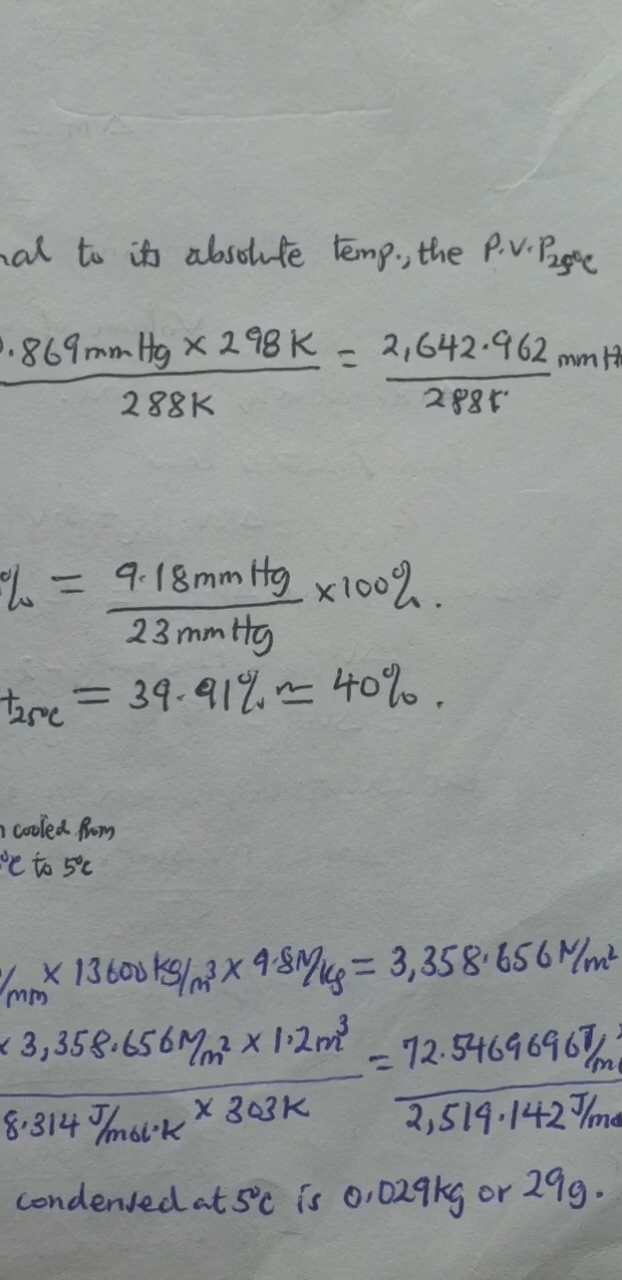 nal to its absolute temp., the P.V.P25°C
.869mmHg × 298K = 2,642.962 mmH
288K 288K
% = 9.18mmHg × 100%.
23mmHg
t25°C = 39.91% ≃ 40%.
cooled from
°C to 5°C
/mm × 13600kg/m³ × 9.8N/kg = 3,358.656N/m²
× 3,358.656N/m² × 1.2m³ = 72.5469696J/m
8.314 J/mol·K × 303K 2,519.142J/mo
condensed at 5°C is 0.029kg or 29g.